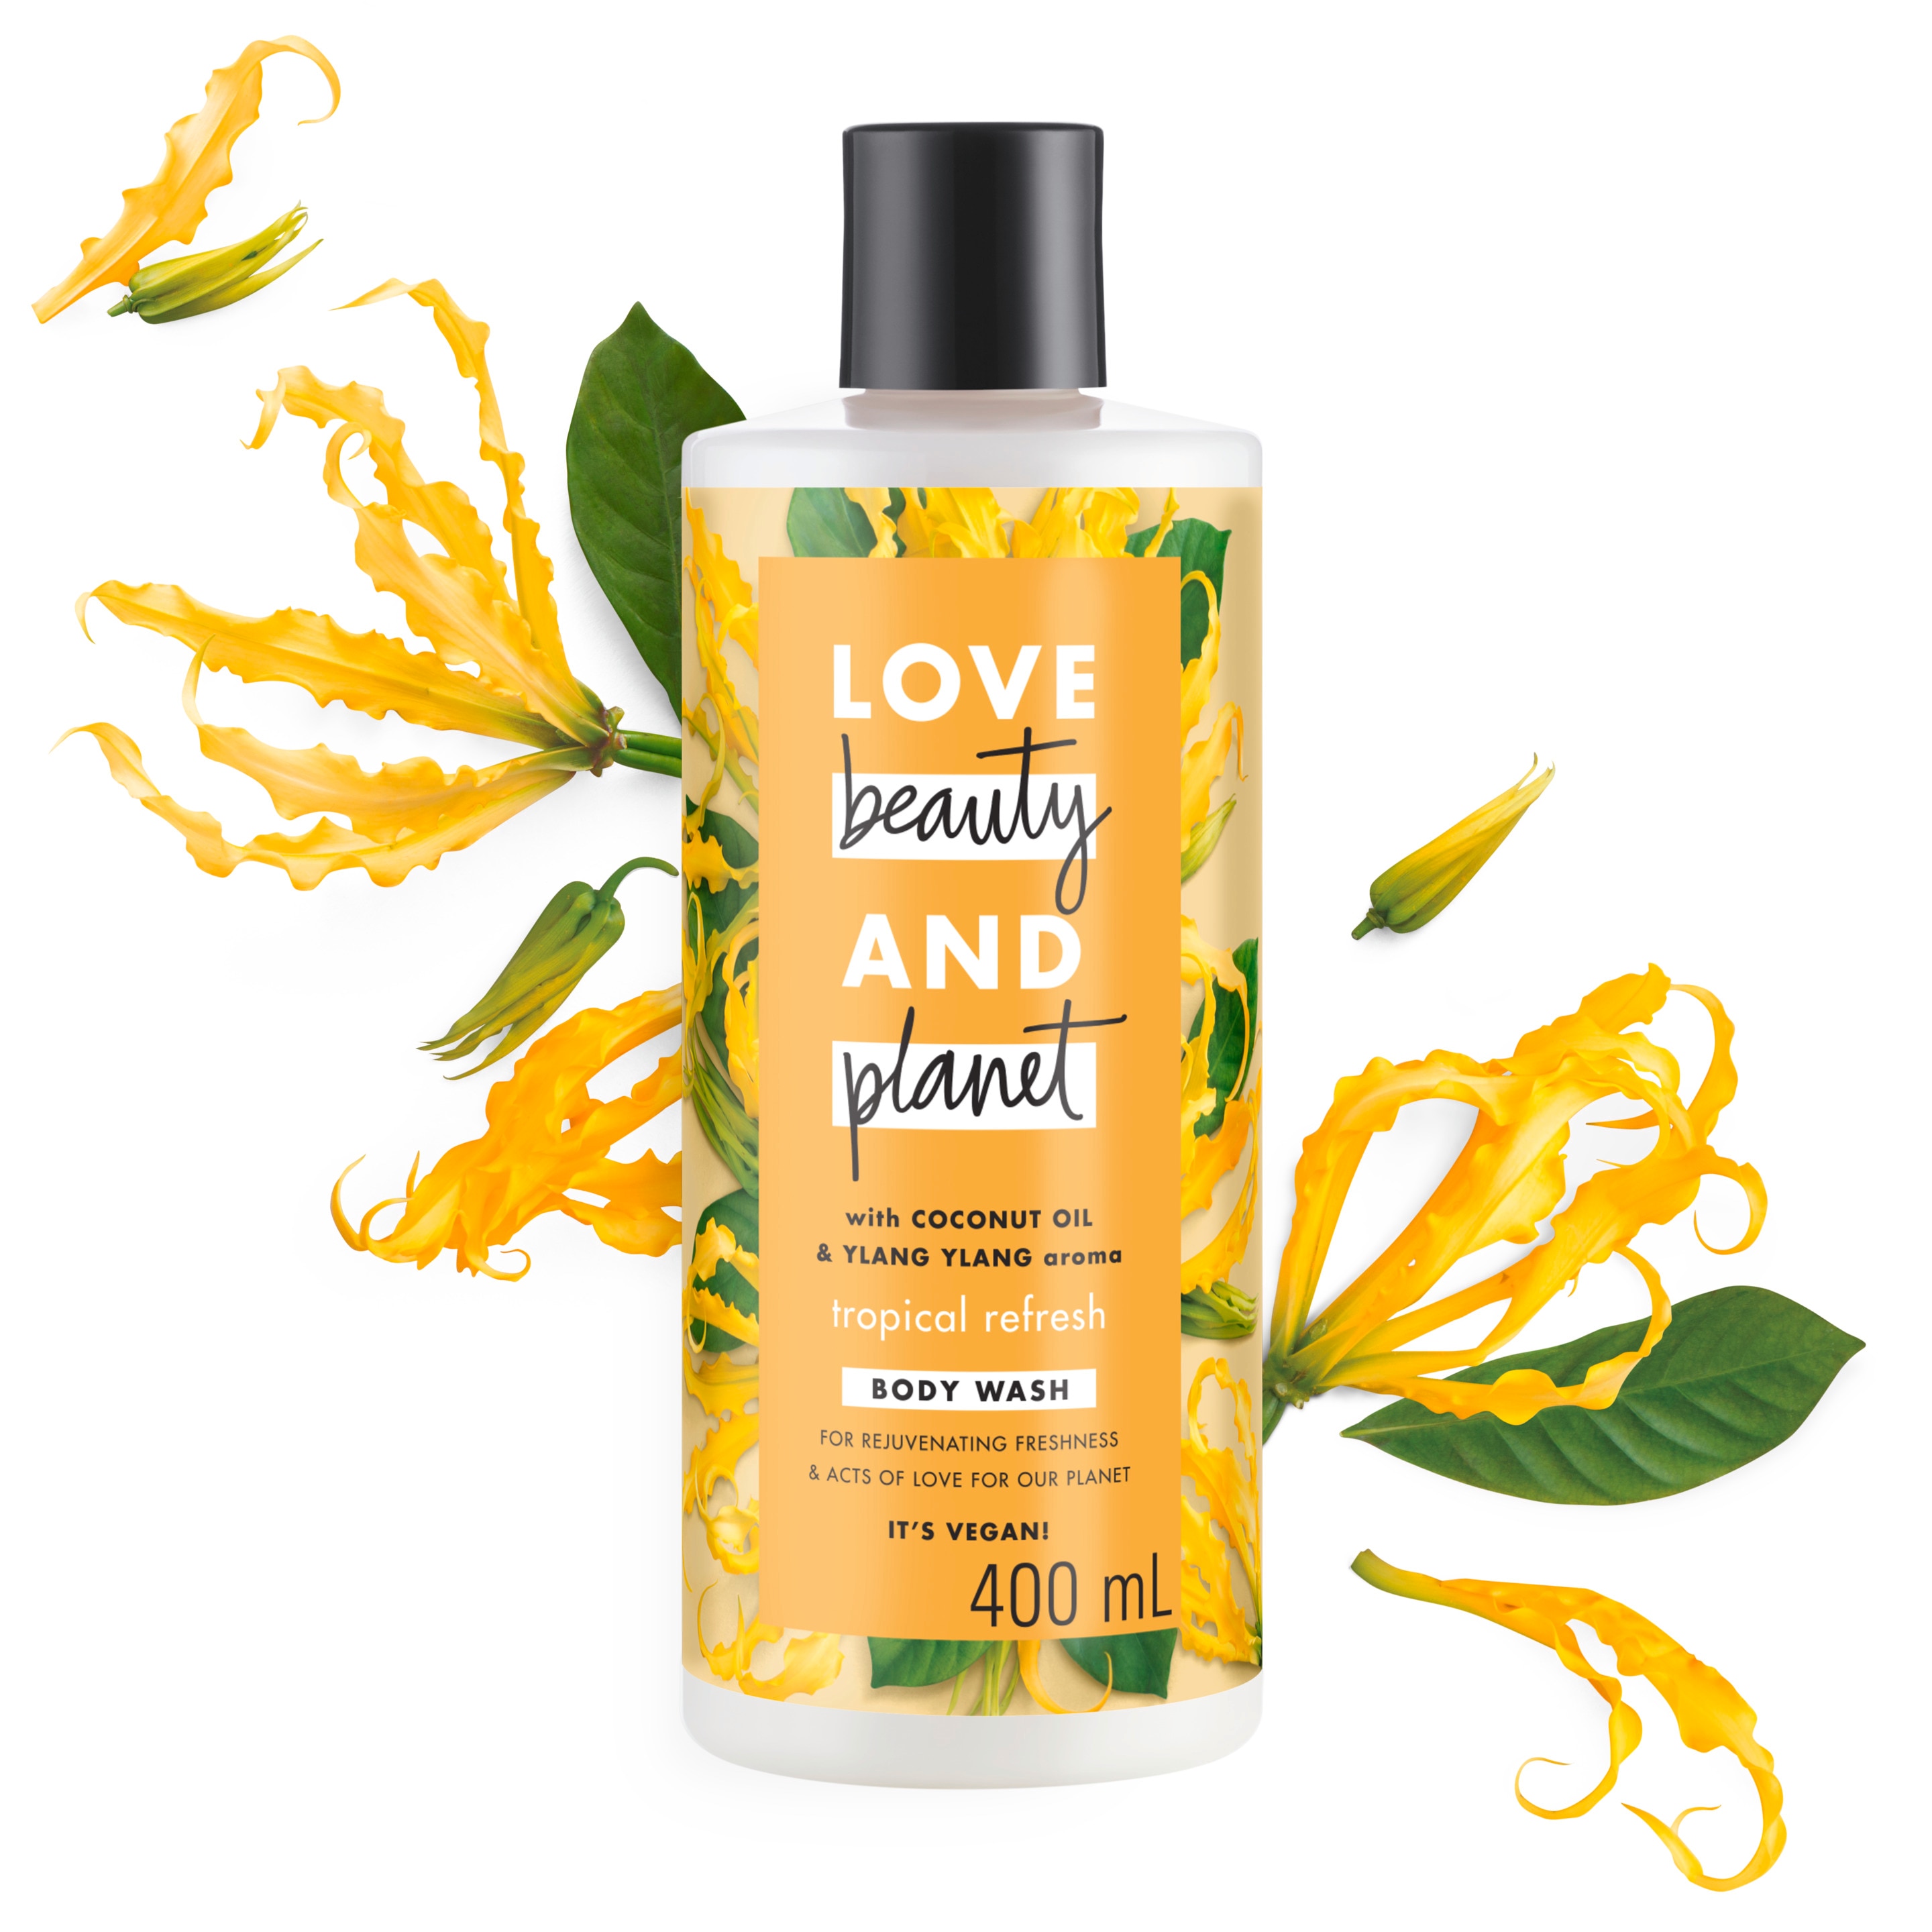 LOVE
beauty
AND
planet
with COCONUT OIL
& YLANG YLANG aroma
tropical refresh
BODY WASH
FOR REJUVENATING FRESHNESS
& ACTS OF LOVE FOR OUR PLANET
IT'S VEGAN!
400 mL